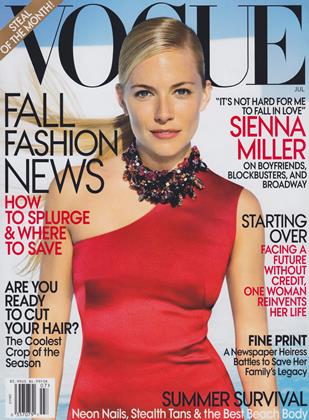 STEAL
OF THE MONTH!
VOGUE
JUL
FALL
FASHION
NEWS
HOW
TO SPLURGE
& WHERE
TO SAVE
ARE YOU
READY
TO CUT
YOUR HAIR?
The Coolest
Crop of the
Season
"IT'S NOT HARD FOR ME
TO FALL IN LOVE"
SIENNA
MILLER
ON BOYFRIENDS,
BLOCKBUSTERS, AND
BROADWAY
STARTING
OVER
FACING A
FUTURE
WITHOUT
CREDIT,
ONE WOMAN
REINVENTS
HER LIFE
FINE PRINT
A Newspaper Heiress
Battles to Save Her
Family's Legacy
SUMMER SURVIVAL
Neon Nails, Stealth Tans & the Best Beach Body